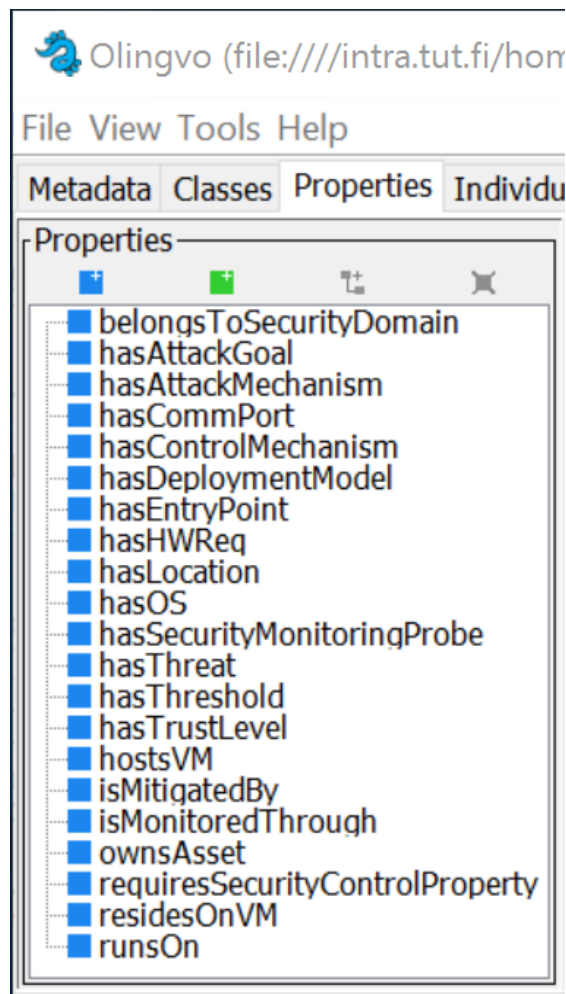 Olingvo (file:////intra.tut.fi/hom
File View Tools Help
Metadata Classes Properties Individu
Properties
belongsToSecurityDomain
hasAttackGoal
hasAttackMechanism
hasCommPort
hasControlMechanism
hasDeploymentModel
hasEntryPoint
hasHWReq
hasLocation
hasOS
hasSecurityMonitoringProbe
hasThreat
hasThreshold
hasTrustLevel
hostsVM
isMitigatedBy
isMonitoredThrough
ownsAsset
requiresSecurityControlProperty
residesOnVM
runsOn